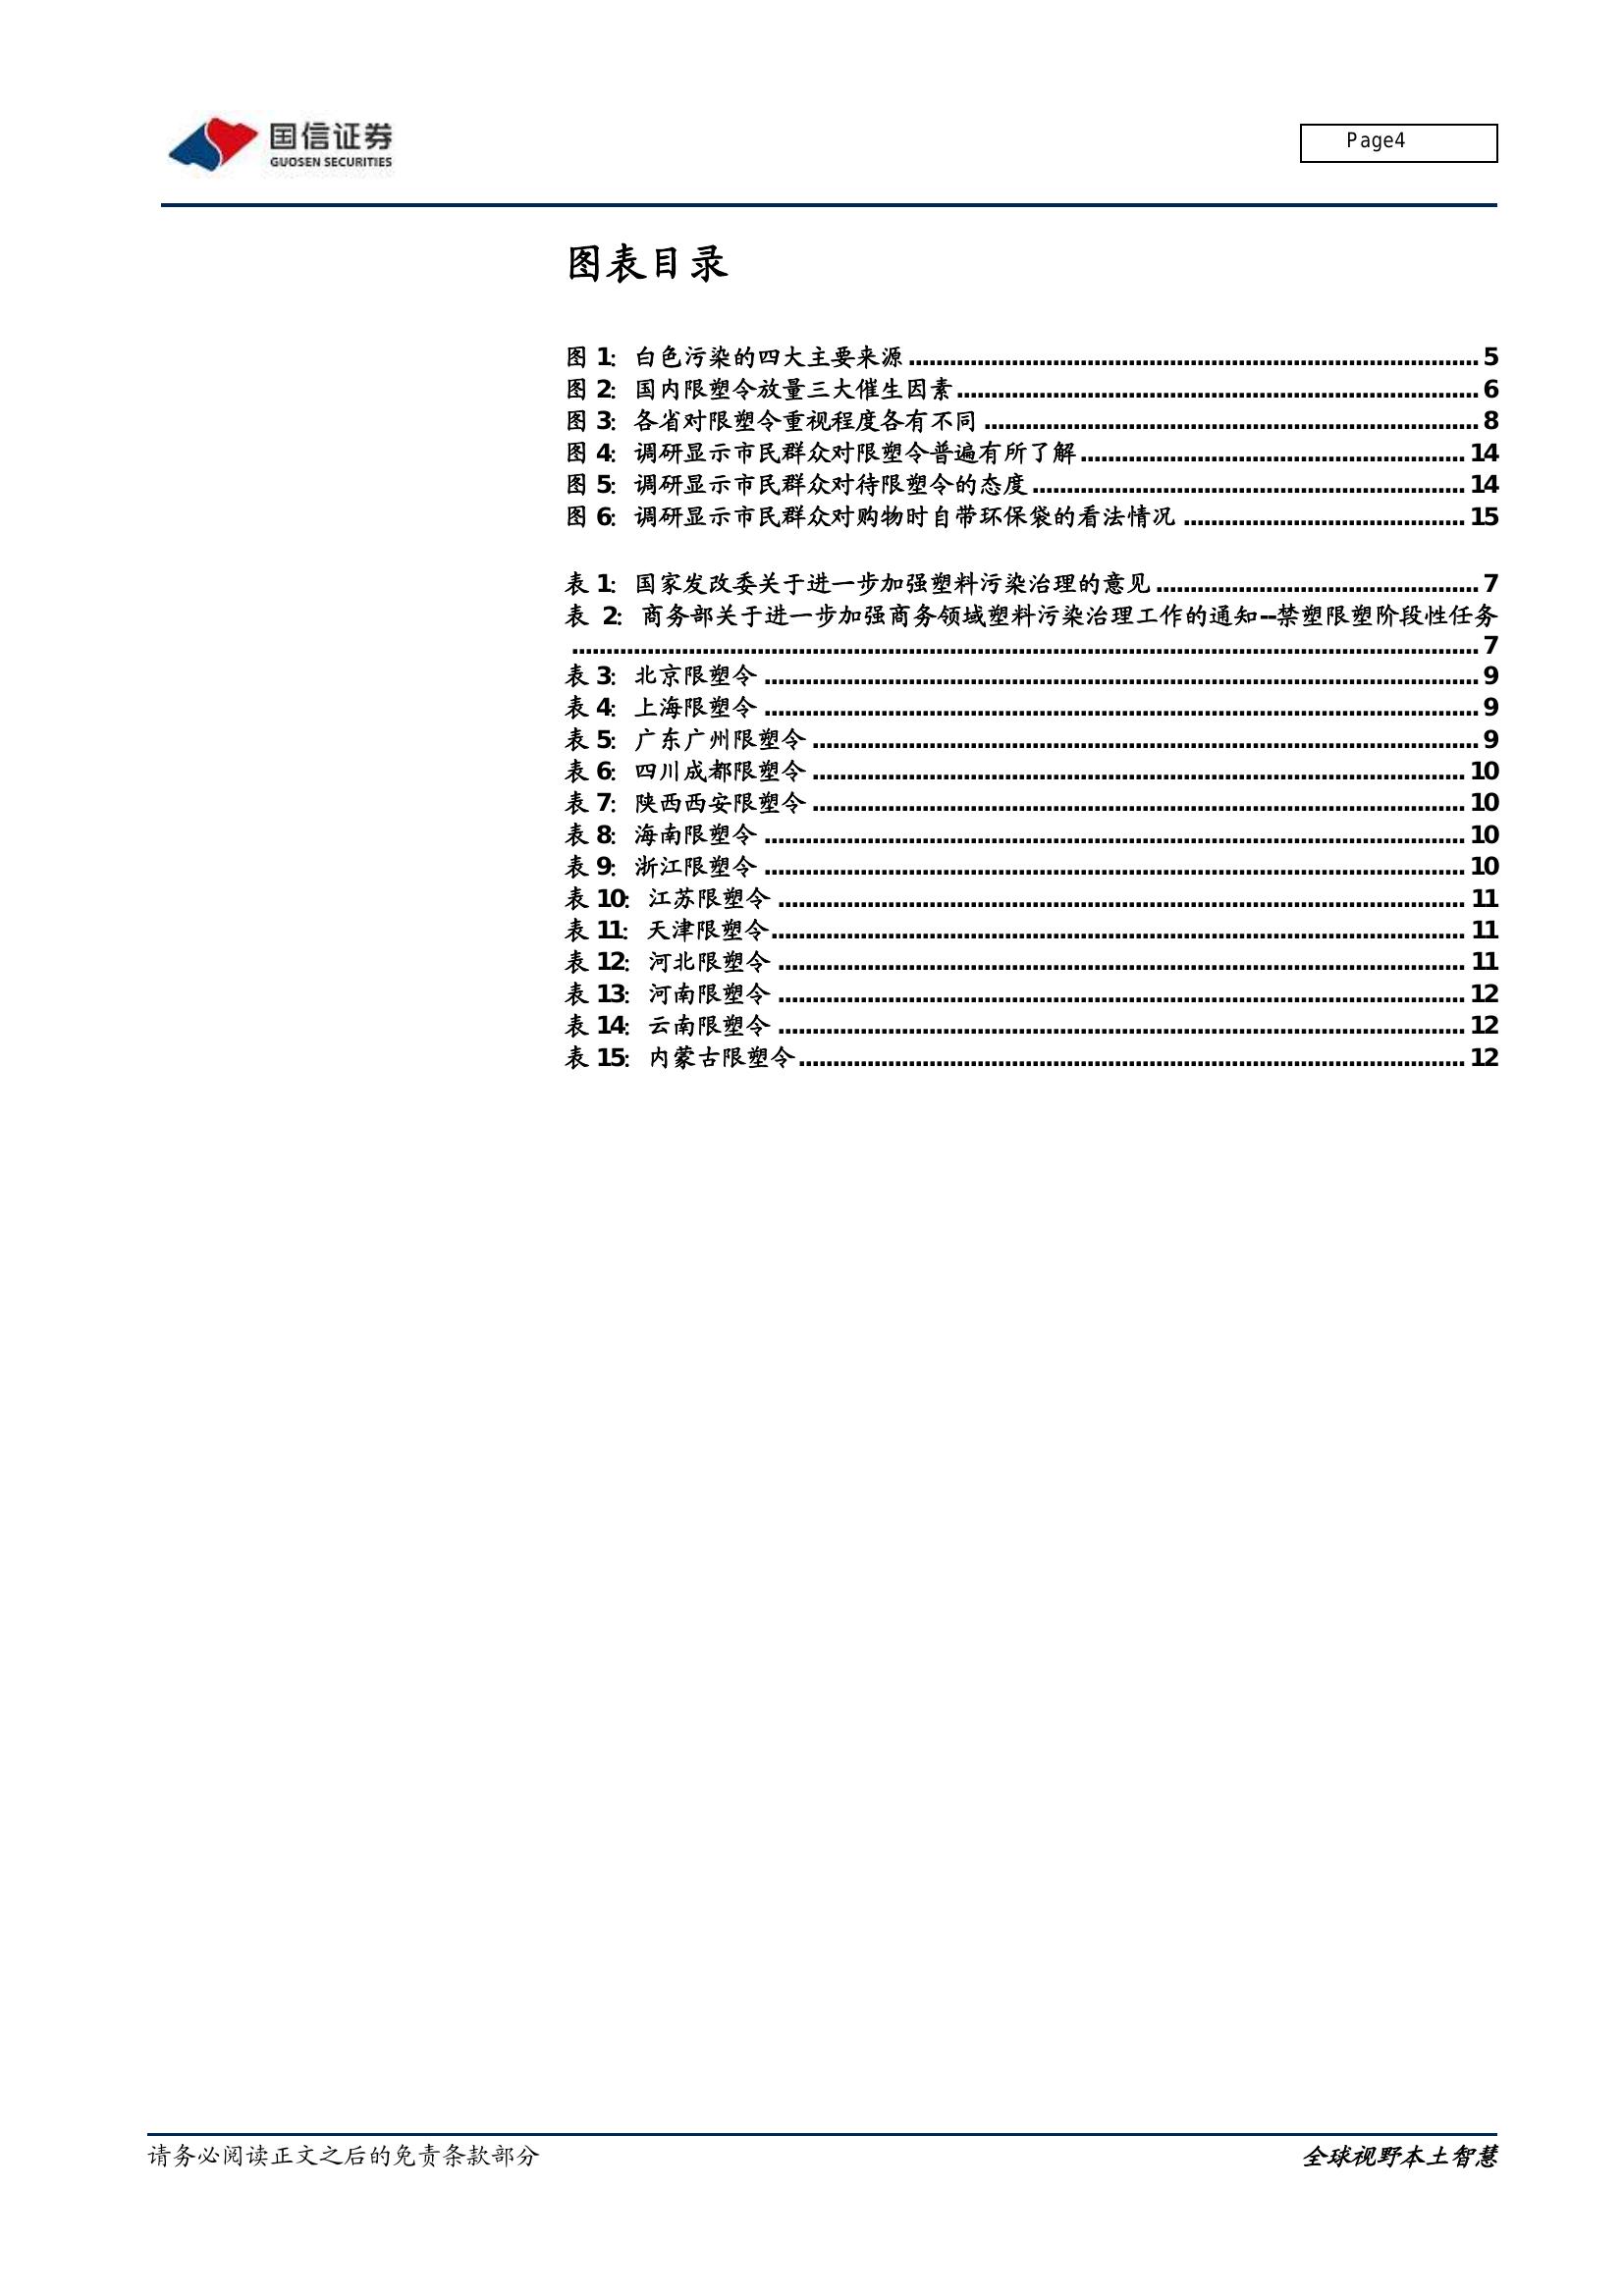 国信证券
GUOSEN SECURITIES
Page4
图表目录
图 1: 白色污染的四大主要来源 ........ 5
图 2: 国内限塑令放量三大催生因素 ........ 6
图 3: 各省对限塑令重视程度各有不同 ........ 8
图 4: 调研显示市民群众对限塑令普遍有所了解 ........ 14
图 5: 调研显示市民群众对待限塑令的态度 ........ 14
图 6: 调研显示市民群众对购物时自带环保袋的看法情况 ........ 15
表 1: 国家发改委关于进一步加强塑料污染治理的意见 ........ 7
表 2: 商务部关于进一步加强商务领域塑料污染治理工作的通知--禁塑限塑阶段性任务
........ 7
表 3: 北京限塑令 ........ 9
表 4: 上海限塑令 ........ 9
表 5: 广东广州限塑令 ........ 9
表 6: 四川成都限塑令 ........ 10
表 7: 陕西西安限塑令 ........ 10
表 8: 海南限塑令 ........ 10
表 9: 浙江限塑令 ........ 10
表 10: 江苏限塑令 ........ 11
表 11: 天津限塑令 ........ 11
表 12: 河北限塑令 ........ 11
表 13: 河南限塑令 ........ 12
表 14: 云南限塑令 ........ 12
表 15: 内蒙古限塑令 ........ 12
请务必阅读正文之后的免责条款部分
全球视野本土智慧